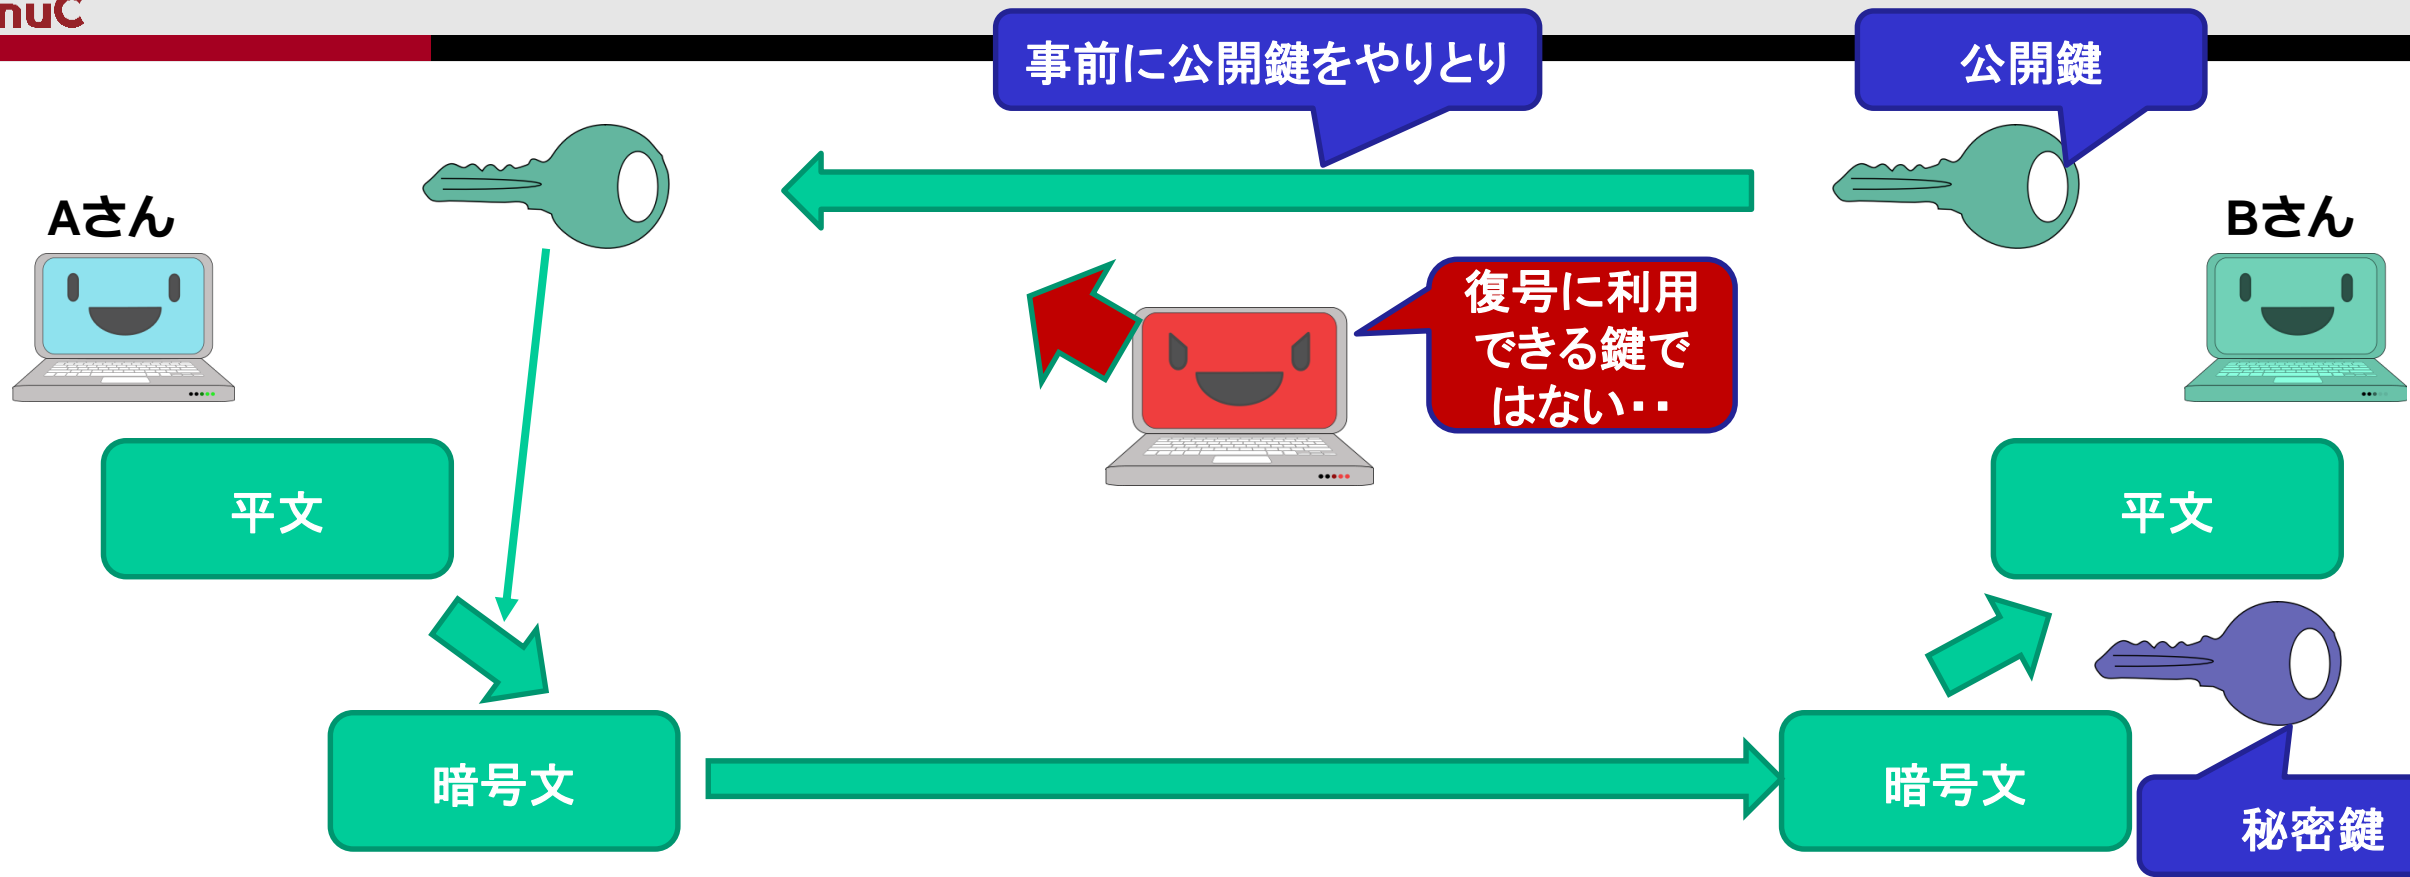 nuC
事前に公開鍵をやりとり
公開鍵
Aさん
Bさん
復号に利用
できる鍵で
はない・・
平文
平文
暗号文
暗号文
秘密鍵